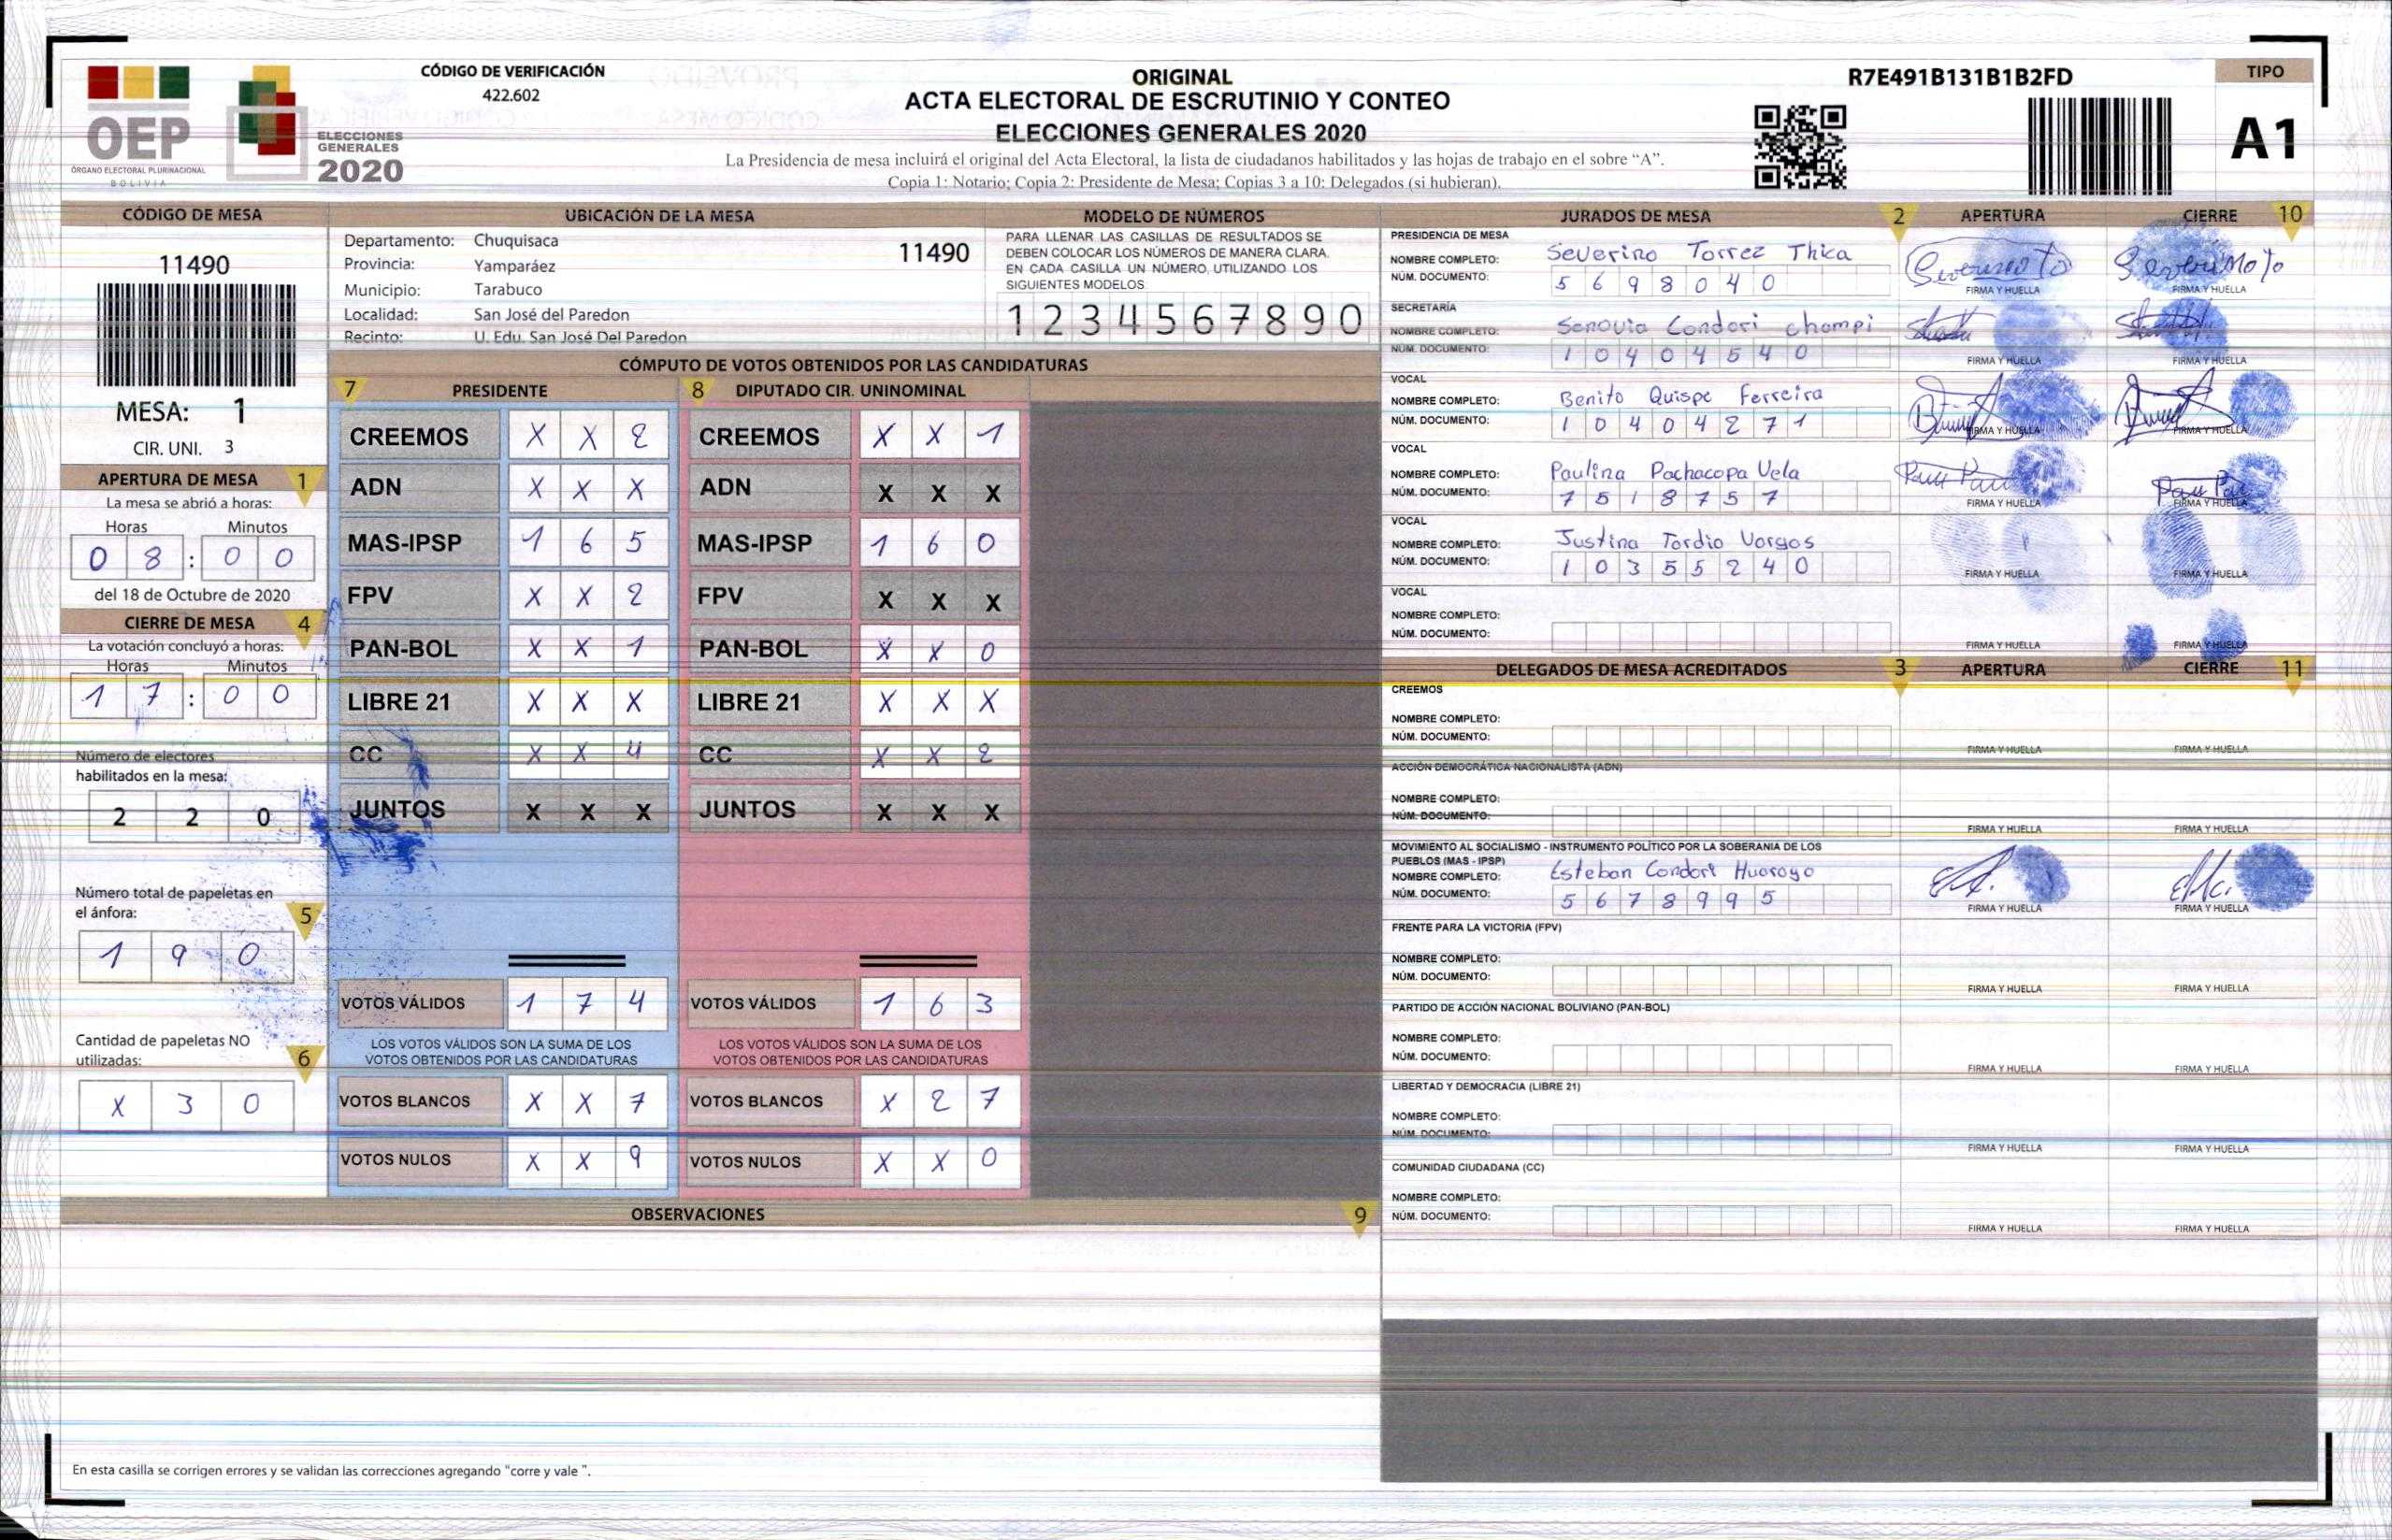 CÓDIGO DE VERIFICACIÓN
422.602
OEP
ÓRGANO ELECTORAL PLURINACIONAL
BOLIVIA
ELECCIONES
GENERALES
2020
ORIGINAL
ACTA ELECTORAL DE ESCRUTINIO Y CONTEO
ELECCIONES GENERALES 2020
La Presidencia de mesa incluirá el original del Acta Electoral, la lista de ciudadanos habilitados y las hojas de trabajo en el sobre “A”.
Copia 1: Notario; Copia 2: Presidente de Mesa; Copias 3 a 10: Delegados (si hubieran).
R7E491B131B1B2FD
TIPO
A1
CÓDIGO DE MESA
11490
MESA: 1
CIR. UNI. 3
APERTURA DE MESA 1
La mesa se abrió a horas:
Horas Minutos
0 8 : 0 0
del 18 de Octubre de 2020
CIERRE DE MESA 4
La votación concluyó a horas:
Horas Minutos
1 7 : 0 0
Número de electores
habilitados en la mesa:
2 2 0
Número total de papeletas en
el ánfora: 5
1 9 0
Cantidad de papeletas NO
utilizadas: 6
X 3 0
UBICACIÓN DE LA MESA
Departamento: Chuquisaca 11490
Provincia: Yamparáez
Municipio: Tarabuco
Localidad: San José del Paredon
Recinto: U. Edu. San José Del Paredon
MODELO DE NÚMEROS
PARA LLENAR LAS CASILLAS DE RESULTADOS SE
DEBEN COLOCAR LOS NÚMEROS DE MANERA CLARA.
EN CADA CASILLA UN NÚMERO, UTILIZANDO LOS
SIGUIENTES MODELOS
1 2 3 4 5 6 7 8 9 0
CÓMPUTO DE VOTOS OBTENIDOS POR LAS CANDIDATURAS
7 PRESIDENTE 8 DIPUTADO CIR. UNINOMINAL
CREEMOS X X 2 CREEMOS X X 1
ADN X X X ADN X X X
MAS-IPSP 1 6 5 MAS-IPSP 1 6 0
FPV X X 2 FPV X X X
PAN-BOL X X 1 PAN-BOL X X 0
LIBRE 21 X X X LIBRE 21 X X X
CC X X 4 CC X X 2
JUNTOS X X X JUNTOS X X X
VOTOS VÁLIDOS 1 7 4 VOTOS VÁLIDOS 1 6 3
LOS VOTOS VÁLIDOS SON LA SUMA DE LOS LOS VOTOS VÁLIDOS SON LA SUMA DE LOS
VOTOS OBTENIDOS POR LAS CANDIDATURAS VOTOS OBTENIDOS POR LAS CANDIDATURAS
VOTOS BLANCOS X X 7 VOTOS BLANCOS X 2 7
VOTOS NULOS X X 9 VOTOS NULOS X X 0
OBSERVACIONES 9
En esta casilla se corrigen errores y se validan las correcciones agregando “corre y vale ”.
JURADOS DE MESA 2 APERTURA CIERRE 10
PRESIDENCIA DE MESA
NOMBRE COMPLETO: Severino Torrez Thica
NÚM. DOCUMENTO: 5 6 9 8 0 4 0
FIRMA Y HUELLA FIRMA Y HUELLA
SECRETARÍA
NOMBRE COMPLETO: Senovia Condori champi
NÚM. DOCUMENTO: 1 0 4 0 4 5 4 0
FIRMA Y HUELLA FIRMA Y HUELLA
VOCAL
NOMBRE COMPLETO: Benito Quispe Ferreira
NÚM. DOCUMENTO: 1 0 4 0 4 2 7 1
FIRMA Y HUELLA FIRMA Y HUELLA
VOCAL
NOMBRE COMPLETO: Paulina Pachacopa Vela
NÚM. DOCUMENTO: 7 5 1 8 7 5 7
FIRMA Y HUELLA FIRMA Y HUELLA
VOCAL
NOMBRE COMPLETO: Justina Tordio Vargas
NÚM. DOCUMENTO: 1 0 3 5 5 2 4 0
FIRMA Y HUELLA FIRMA Y HUELLA
VOCAL
NOMBRE COMPLETO:
NÚM. DOCUMENTO:
FIRMA Y HUELLA FIRMA Y HUELLA
DELEGADOS DE MESA ACREDITADOS 3 APERTURA CIERRE 11
CREEMOS
NOMBRE COMPLETO:
NÚM. DOCUMENTO:
FIRMA Y HUELLA FIRMA Y HUELLA
ACCIÓN DEMOCRÁTICA NACIONALISTA (ADN)
NOMBRE COMPLETO:
NÚM. DOCUMENTO:
FIRMA Y HUELLA FIRMA Y HUELLA
MOVIMIENTO AL SOCIALISMO - INSTRUMENTO POLÍTICO POR LA SOBERANIA DE LOS
PUEBLOS (MAS - IPSP)
NOMBRE COMPLETO: Esteban Condori Huarayo
NÚM. DOCUMENTO: 5 6 7 8 9 9 5
FIRMA Y HUELLA FIRMA Y HUELLA
FRENTE PARA LA VICTORIA (FPV)
NOMBRE COMPLETO:
NÚM. DOCUMENTO:
FIRMA Y HUELLA FIRMA Y HUELLA
PARTIDO DE ACCIÓN NACIONAL BOLIVIANO (PAN-BOL)
NOMBRE COMPLETO:
NÚM. DOCUMENTO:
FIRMA Y HUELLA FIRMA Y HUELLA
LIBERTAD Y DEMOCRACIA (LIBRE 21)
NOMBRE COMPLETO:
NÚM. DOCUMENTO:
FIRMA Y HUELLA FIRMA Y HUELLA
COMUNIDAD CIUDADANA (CC)
NOMBRE COMPLETO:
NÚM. DOCUMENTO:
FIRMA Y HUELLA FIRMA Y HUELLA